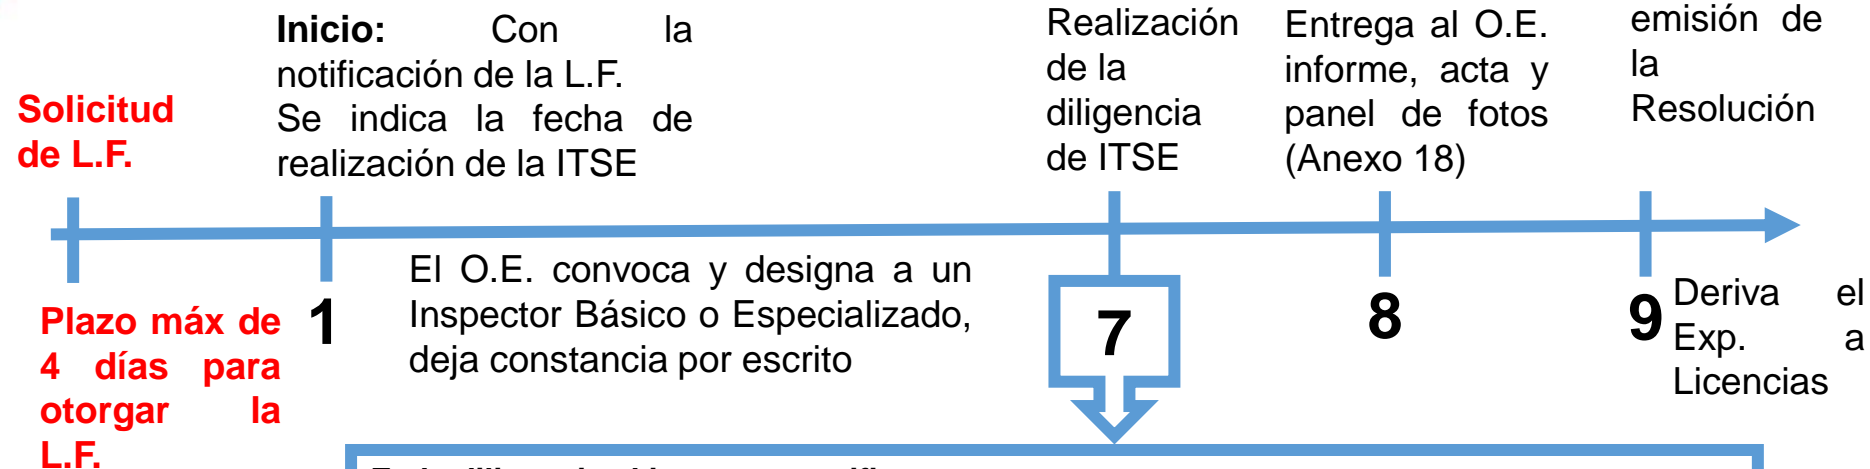 Solicitud
de L.F.
Inicio: Con la
notificación de la L.F.
Se indica la fecha de
realización de la ITSE
Realización
de la
diligencia
de ITSE
Entrega al O.E.
informe, acta y
panel de fotos
(Anexo 18)
emisión de
la
Resolución
Plazo máx de
4 días para
otorgar la
L.F.
1
El O.E. convoca y designa a un
Inspector Básico o Especializado,
deja constancia por escrito
7
8
9
Deriva el
Exp. a
Licencias